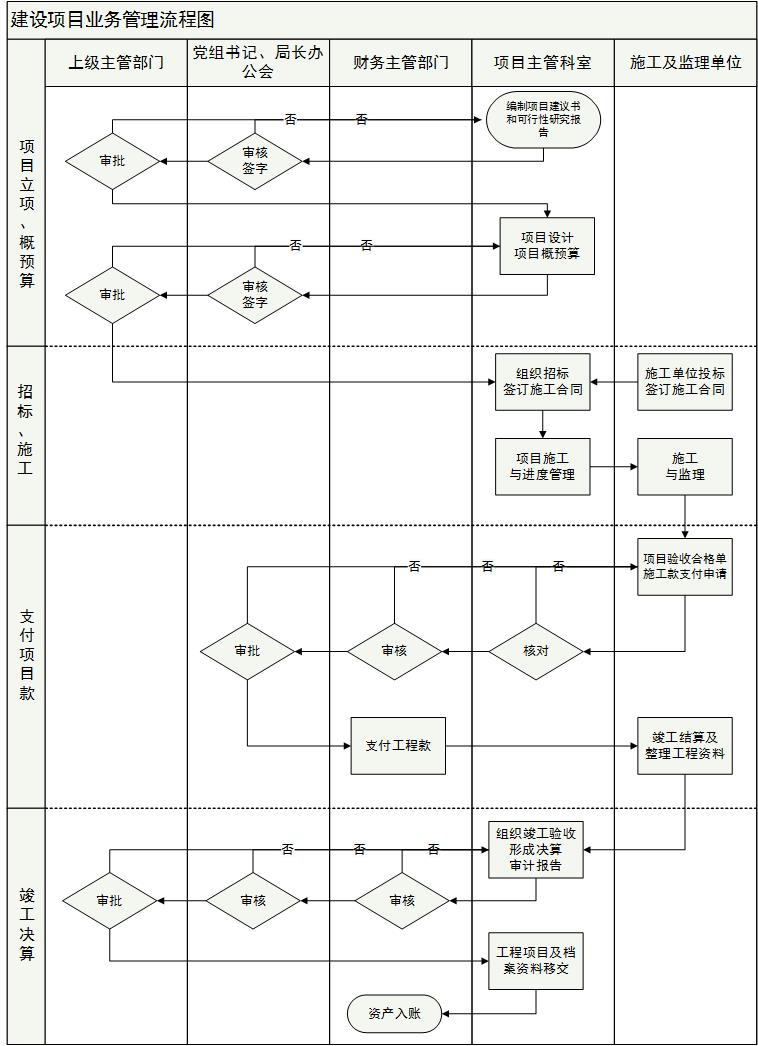 建设项目业务管理流程图
上级主管部门
党组书记、局长办
公会
财务主管部门
项目主管科室
施工及监理单位
项目立项、概预算
编制项目建议书
和可行性研究报
告
否
否
审批
审核
签字
项目设计
项目概预算
否
否
审批
审核
签字
招标、施工
组织招标
签订施工合同
施工单位投标
签订施工合同
项目施工
与进度管理
施工
与监理
支付项目款
项目验收合格单
施工款支付申请
否
否
否
审批
审核
核对
支付工程款
竣工结算及
整理工程资料
竣工决算
组织竣工验收
形成决算
审计报告
否
否
否
审批
审核
审核
工程项目及档
案资料移交
资产入账